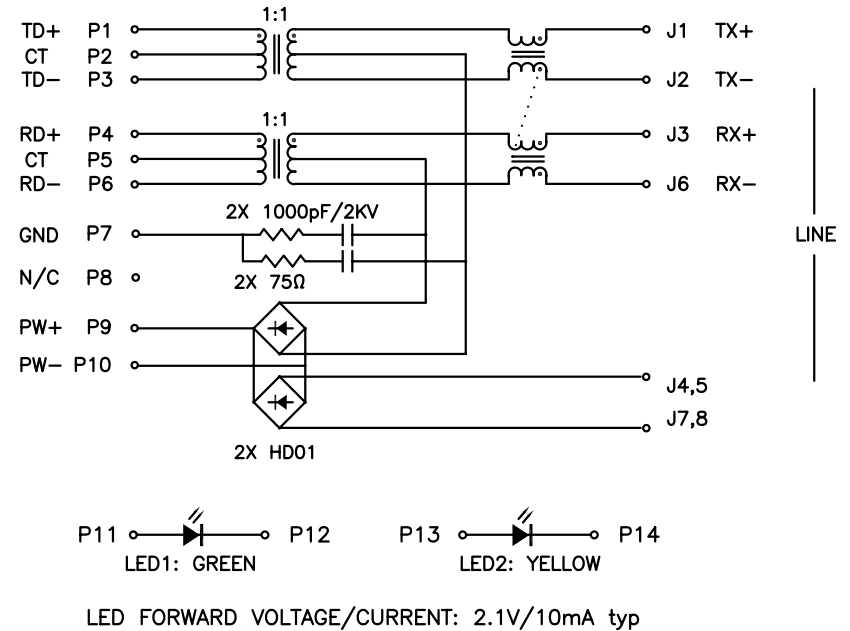 1:1
TD+ P1 J1 TX+
CT P2
TD- P3 J2 TX-
1:1
RD+ P4 J3 RX+
CT P5
RD- P6 J6 RX-
2X 1000pF/2KV
GND P7 LINE
N/C P8
2X 75Ω
PW+ P9
PW- P10
J4,5
J7,8
2X HD01
P11 P12 P13 P14
LED1: GREEN LED2: YELLOW
LED FORWARD VOLTAGE/CURRENT: 2.1V/10mA typ